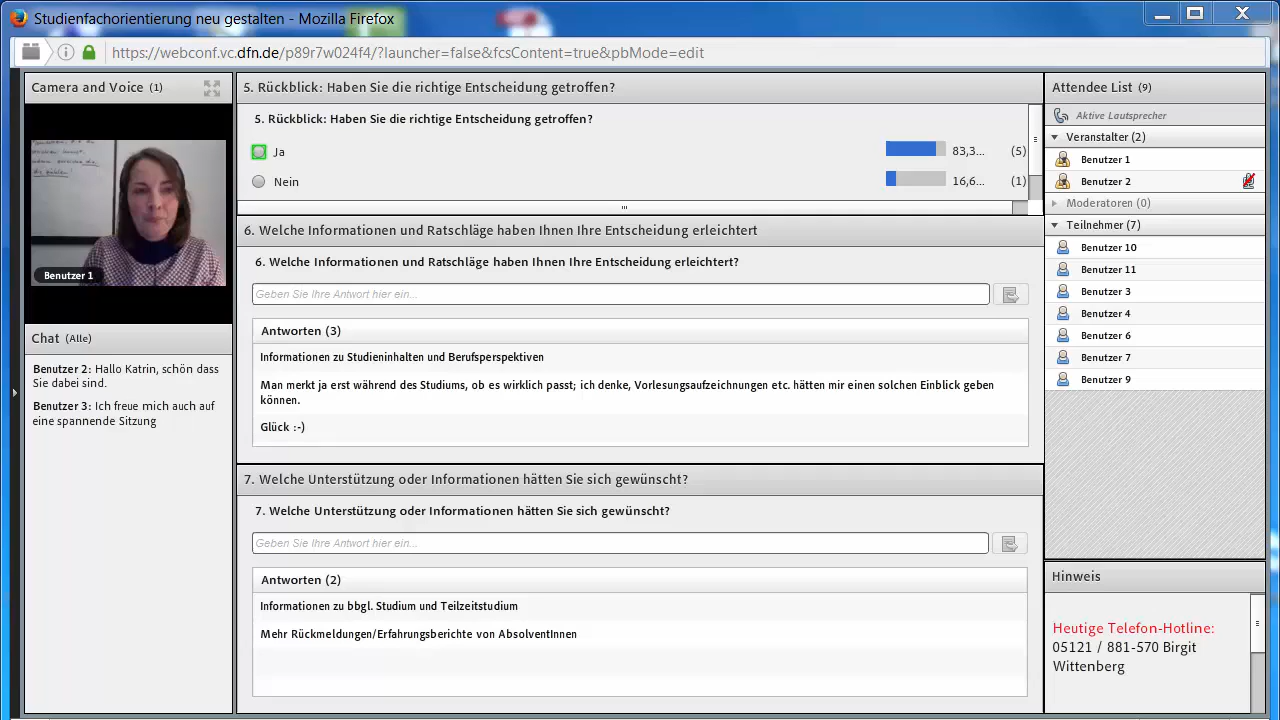 Studienfachorientierung neu gestalten - Mozilla Firefox
https://webconf.vc.dfn.de/p89r7w024f4/?launcher=false&fcsContent=true&pbMode=edit
Camera and Voice (1)
Benutzer 1
Chat (Alle)
Benutzer 2: Hallo Katrin, schön dass
Sie dabei sind.
Benutzer 3: Ich freue mich auch auf
eine spannende Sitzung
5. Rückblick: Haben Sie die richtige Entscheidung getroffen?
5. Rückblick: Haben Sie die richtige Entscheidung getroffen?
Ja 83,3... (5)
Nein 16,6... (1)
6. Welche Informationen und Ratschläge haben Ihnen Ihre Entscheidung erleichtert
6. Welche Informationen und Ratschläge haben Ihnen Ihre Entscheidung erleichtert?
Geben Sie Ihre Antwort hier ein...
Antworten (3)
Informationen zu Studieninhalten und Berufsperspektiven
Man merkt ja erst während des Studiums, ob es wirklich passt; ich denke, Vorlesungsaufzeichnungen etc. hätten mir einen solchen Einblick geben
können.
Glück :-)
7. Welche Unterstützung oder Informationen hätten Sie sich gewünscht?
7. Welche Unterstützung oder Informationen hätten Sie sich gewünscht?
Geben Sie Ihre Antwort hier ein...
Antworten (2)
Informationen zu bbgl. Studium und Teilzeitstudium
Mehr Rückmeldungen/Erfahrungsberichte von AbsolventInnen
Attendee List (9)
Aktive Lautsprecher
Veranstalter (2)
Benutzer 1
Benutzer 2
Moderatoren (0)
Teilnehmer (7)
Benutzer 10
Benutzer 11
Benutzer 3
Benutzer 4
Benutzer 6
Benutzer 7
Benutzer 9
Hinweis
Heutige Telefon-Hotline:
05121 / 881-570 Birgit
Wittenberg